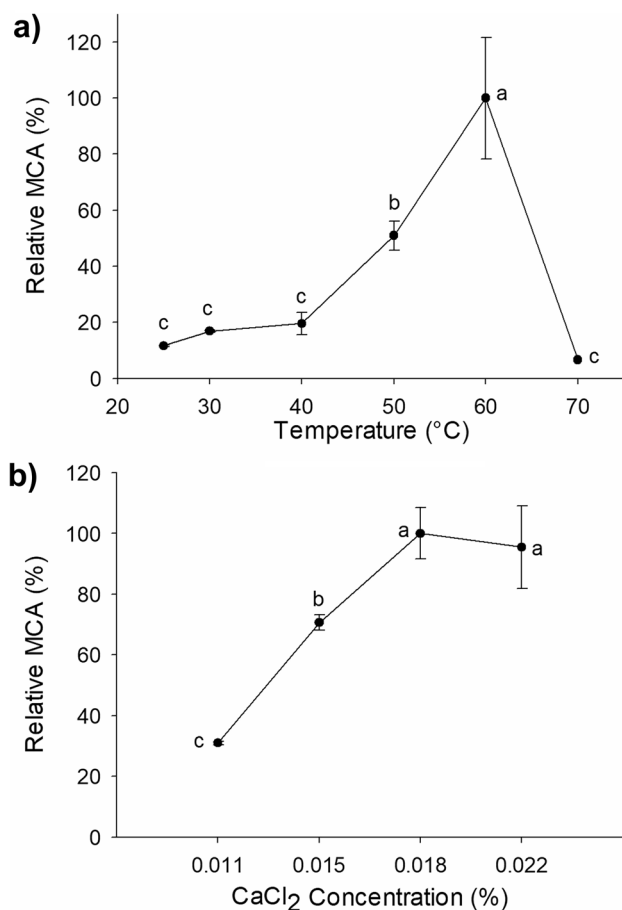 a)
Relative MCA (%)
120
100
80
60
40
20
0
c
c
c
b
a
c
20 30 40 50 60 70
Temperature (°C)
b)
Relative MCA (%)
120
100
80
60
40
20
0
c
b
a
a
0.011 0.015 0.018 0.022
CaCl2 Concentration (%)